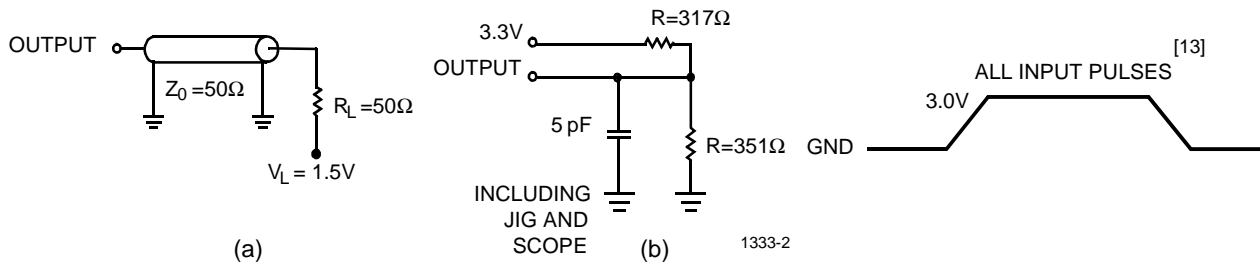 OUTPUT
Z0 =50Ω
RL =50Ω
VL = 1.5V
(a)
R=317Ω
3.3V
OUTPUT
5 pF
R=351Ω
INCLUDING
JIG AND
SCOPE
(b)
1333-2
ALL INPUT PULSES [13]
3.0V
GND